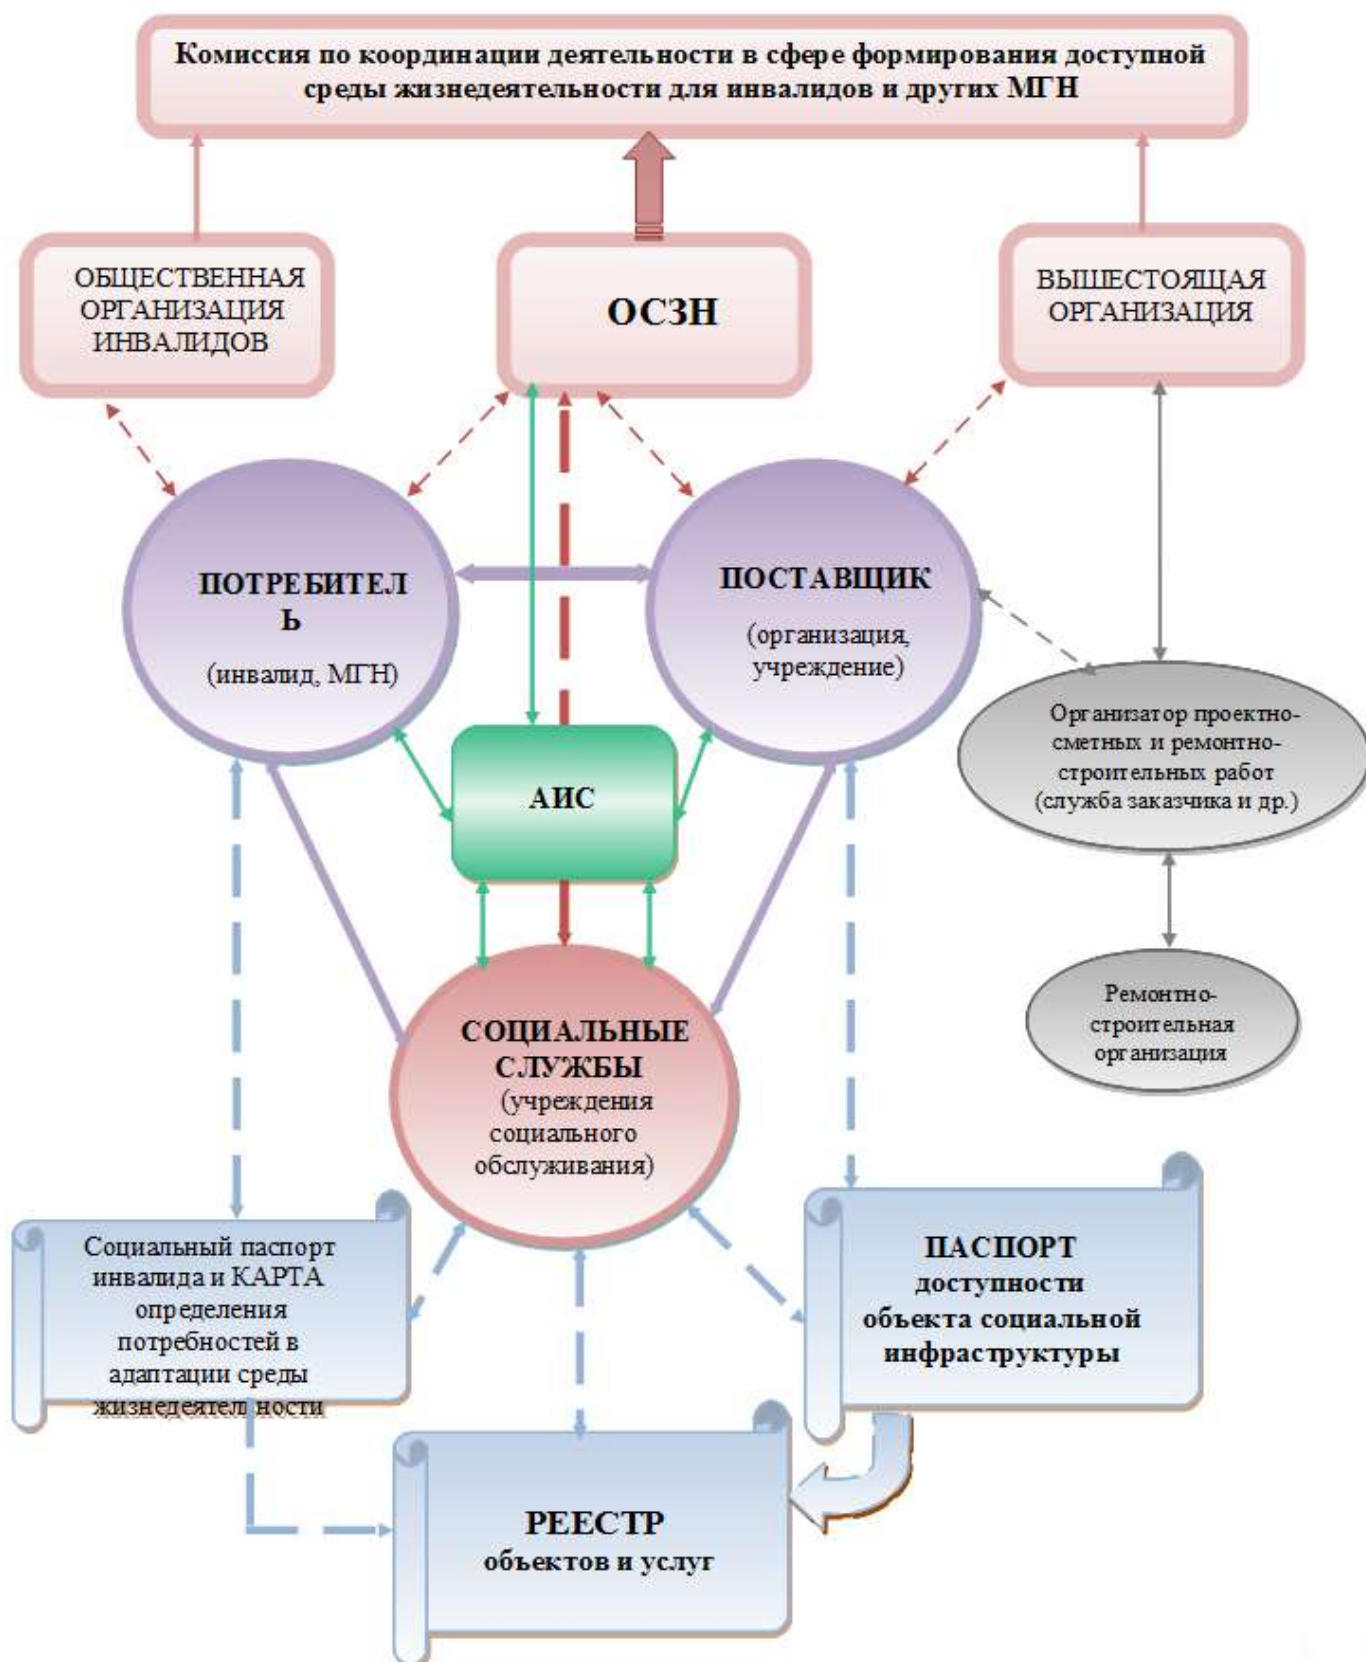 Комиссия по координации деятельности в сфере формирования доступной
среды жизнедеятельности для инвалидов и других МГН
ОБЩЕСТВЕННАЯ
ОРГАНИЗАЦИЯ
ИНВАЛИДОВ
ОСЗН
ВЫШЕСТОЯЩАЯ
ОРГАНИЗАЦИЯ
ПОТРЕБИТЕЛ
Ь
(инвалид, МГН)
ПОСТАВЩИК
(организация,
учреждение)
АИС
Организатор проектно-
сметных и ремонтно-
строительных работ
(служба заказчика и др.)
СОЦИАЛЬНЫЕ
СЛУЖБЫ
(учреждения
социального
обслуживания)
Ремонтно-
строительная
организация
Социальный паспорт
инвалида и КАРТА
определения
потребностей в
адаптации среды
жизнедеятельности
ПАСПОРТ
доступности
объекта социальной
инфраструктуры
РЕЕСТР
объектов и услуг